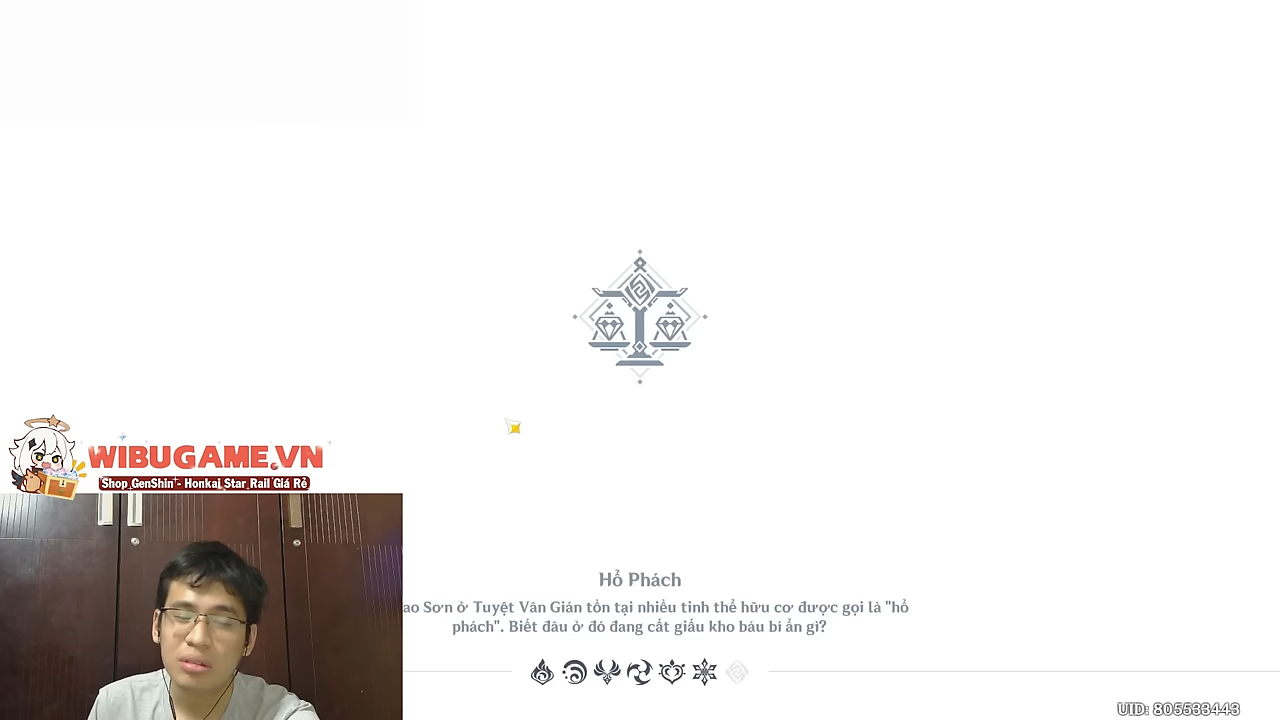 WIBUGAME.VN
Shop GenShin - Honkai Star Rail Giá Rẻ
Hổ Phách
Sơn ở Tuyệt Vân Gián tồn tại nhiều tinh thể hữu cơ được gọi là "hổ
phách". Biết đâu ở đó đang cất giấu kho báu bí ẩn gì?
UID: 805533443